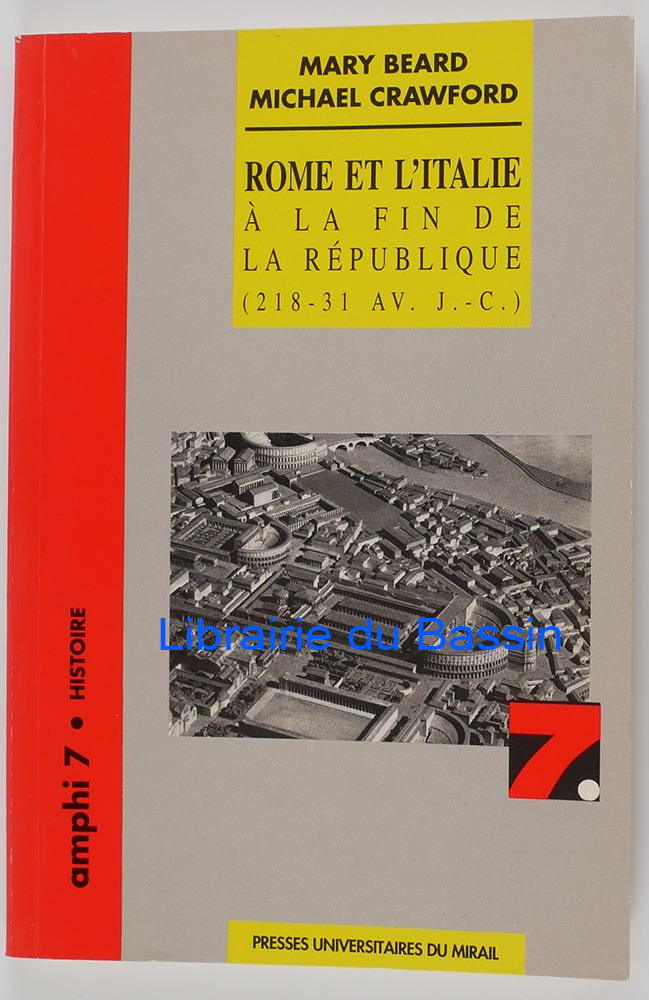 MARY BEARD
MICHAEL CRAWFORD
ROME ET L'ITALIE
À LA FIN DE
LA RÉPUBLIQUE
(218-31 AV. J.-C.)
Librairie du Bassin
7.
amphi 7 • HISTOIRE
PRESSES UNIVERSITAIRES DU MIRAIL